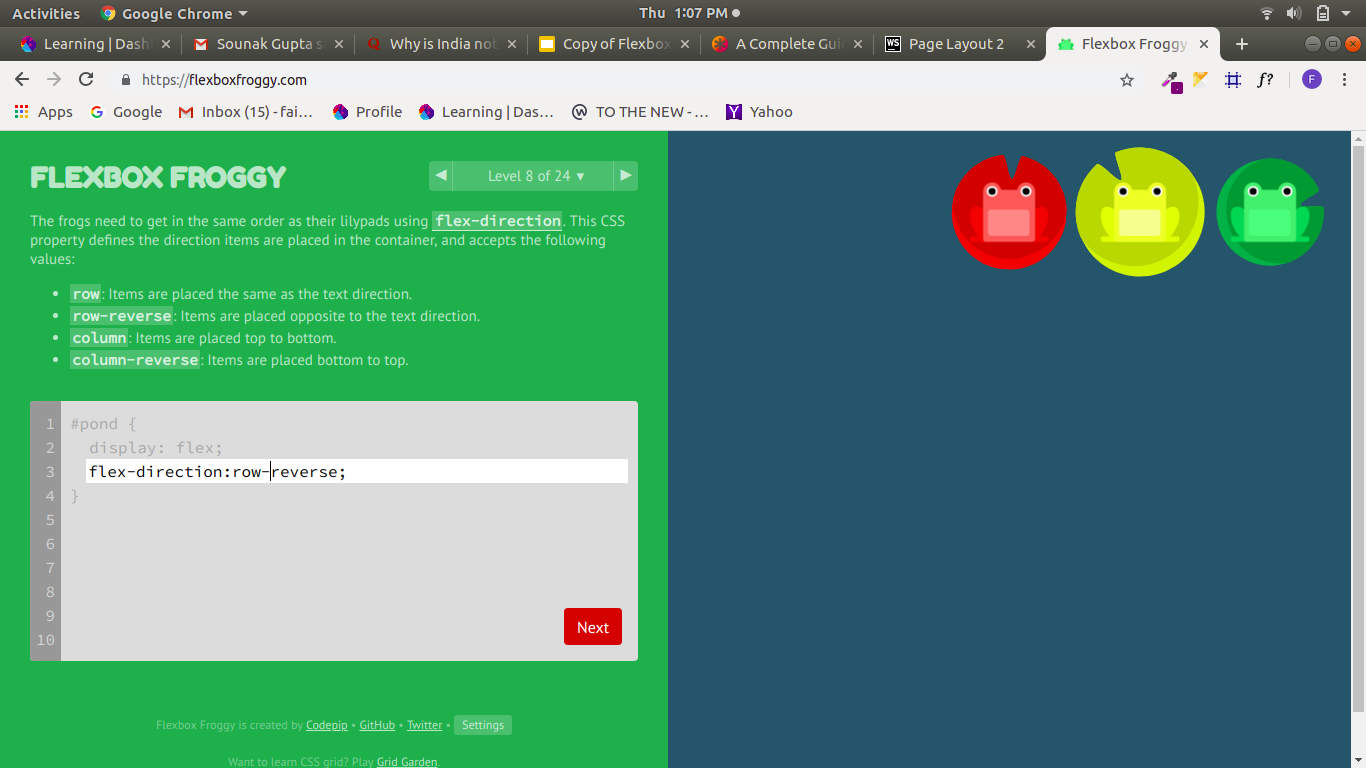 Activities Google Chrome Thu 1:07 PM
Learning | Dash Sounak Gupta s Why is India not Copy of Flexbox A Complete Gui WS Page Layout 2 Flexbox Froggy
https://flexboxfroggy.com f? F
Apps Google Inbox (15) - fai... Profile Learning | Das... TO THE NEW - ... Yahoo
FLEXBOX FROGGY
◀ Level 8 of 24 ▼ ▶
The frogs need to get in the same order as their lilypads using flex-direction. This CSS
property defines the direction items are placed in the container, and accepts the following
values:
• row: Items are placed the same as the text direction.
• row-reverse: Items are placed opposite to the text direction.
• column: Items are placed top to bottom.
• column-reverse: Items are placed bottom to top.
1 #pond {
2 display: flex;
3 flex-direction:row-reverse;
4 }
5
6
7
8
9
10
Next
Flexbox Froggy is created by Codepip • GitHub • Twitter • Settings
Want to learn CSS grid? Play Grid Garden.